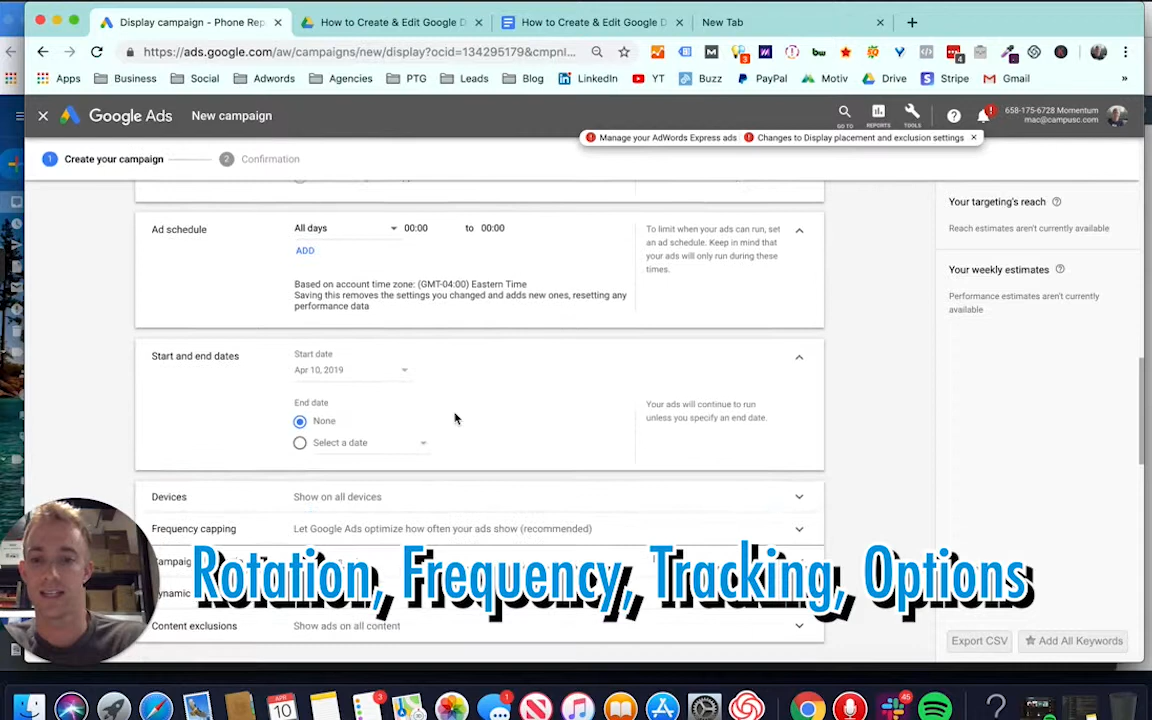 Display campaign - Phone Rep
How to Create & Edit Google D
How to Create & Edit Google D
New Tab
https://ads.google.com/aw/campaigns/new/display?ocid=134295179&cmpnl...
Apps
Business
Social
Adwords
Agencies
PTG
Leads
Blog
LinkedIn
YT
Buzz
PayPal
Motiv
Drive
Stripe
Gmail
Google Ads
New campaign
GO TO
REPORTS
TOOLS
658-175-6728 Momentum
mac@campusc.com
Manage your AdWords Express ads
Changes to Display placement and exclusion settings
1 Create your campaign
2 Confirmation
Your targeting's reach
Reach estimates aren't currently available
Your weekly estimates
Performance estimates aren't currently
available
Ad schedule
All days
00:00 to 00:00
ADD
Based on account time zone: (GMT-04:00) Eastern Time
Saving this removes the settings you changed and adds new ones, resetting any
performance data
To limit when your ads can run, set
an ad schedule. Keep in mind that
your ads will only run during these
times.
Start and end dates
Start date
Apr 10, 2019
End date
None
Select a date
Your ads will continue to run
unless you specify an end date.
Devices
Show on all devices
Frequency capping
Let Google Ads optimize how often your ads show (recommended)
Rotation, Frequency, Tracking, Options
Content exclusions
Show ads on all content
Export CSV
Add All Keywords